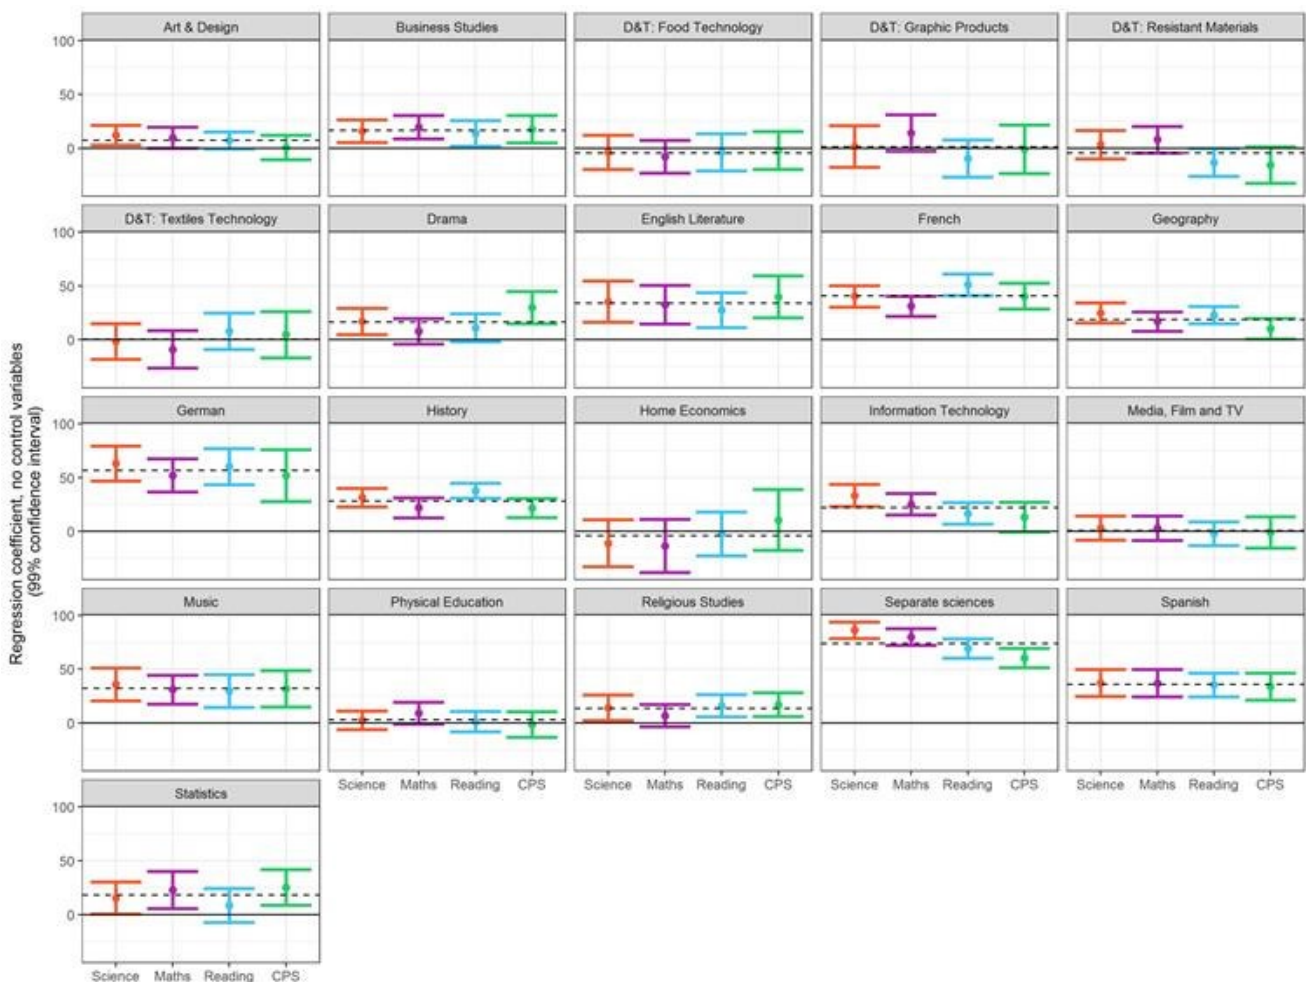 Art & Design
Business Studies
D&T: Food Technology
D&T: Graphic Products
D&T: Resistant Materials
100
50
0
D&T: Textiles Technology
Drama
English Literature
French
Geography
100
50
0
German
History
Home Economics
Information Technology
Media, Film and TV
100
50
0
Music
Physical Education
Religious Studies
Separate sciences
Spanish
100
50
0
Science Maths Reading CPS
Science Maths Reading CPS
Science Maths Reading CPS
Science Maths Reading CPS
Statistics
100
50
0
Science Maths Reading CPS
Regression coefficient, no control variables
(99% confidence interval)